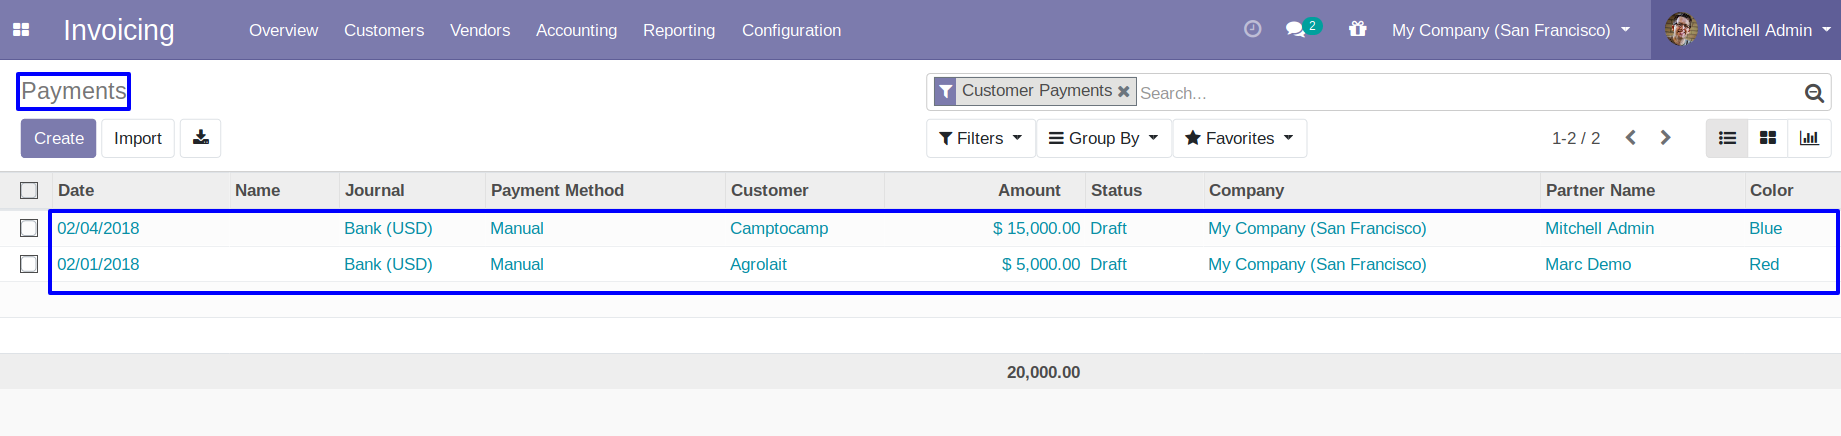 Invoicing Overview Customers Vendors Accounting Reporting Configuration 2 My Company (San Francisco) Mitchell Admin
Payments Customer Payments Search...
Create Import Filters Group By Favorites 1-2 / 2
Date Name Journal Payment Method Customer Amount Status Company Partner Name Color
02/04/2018 Bank (USD) Manual Camptocamp $ 15,000.00 Draft My Company (San Francisco) Mitchell Admin Blue
02/01/2018 Bank (USD) Manual Agrolait $ 5,000.00 Draft My Company (San Francisco) Marc Demo Red
20,000.00